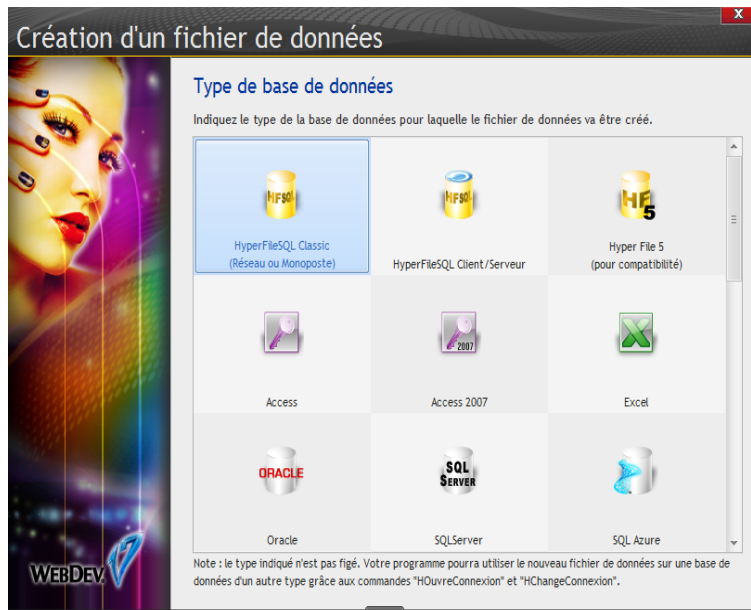 X
Création d'un fichier de données
Type de base de données
Indiquez le type de la base de données pour laquelle le fichier de données va être créé.
HFSQL
HFSQL
HF
5
HyperFileSQL Classic
(Réseau ou Monoposte)
HyperFileSQL Client/Serveur
Hyper File 5
(pour compatibilité)
2007
Access
Access 2007
Excel
ORACLE
SQL
SERVER
Oracle
SQLServer
SQL Azure
WEBDEV 17
Note : le type indiqué n'est pas figé. Votre programme pourra utiliser le nouveau fichier de données sur une base de
données d'un autre type grâce aux commandes "HOuvreConnexion" et "HChangeConnexion".